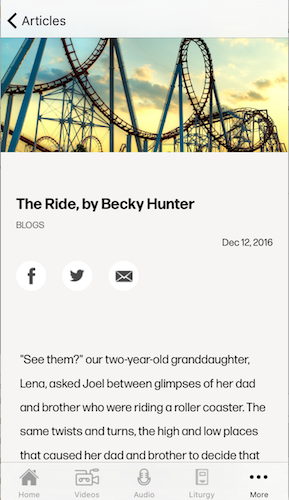 Articles
The Ride, by Becky Hunter
BLOGS
Dec 12, 2016
"See them?" our two-year-old granddaughter,
Lena, asked Joel between glimpses of her dad
and brother who were riding a roller coaster. The
same twists and turns, the high and low places
that caused her dad and brother to decide that
Home Videos Audio Liturgy More